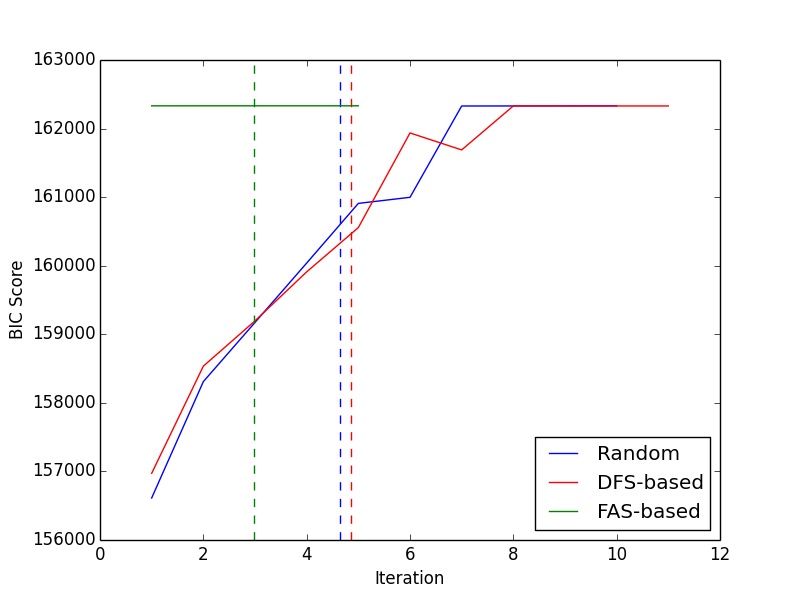 163000
162000
161000
160000
159000
158000
157000
156000
BIC Score
0 2 4 6 8 10 12
Iteration
Random
DFS-based
FAS-based